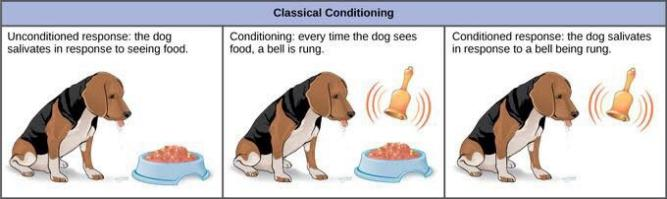 Classical Conditioning
Unconditioned response: the dog
salivates in response to seeing food.
Conditioning: every time the dog sees
food, a bell is rung.
Conditioned response: the dog salivates
in response to a bell being rung.